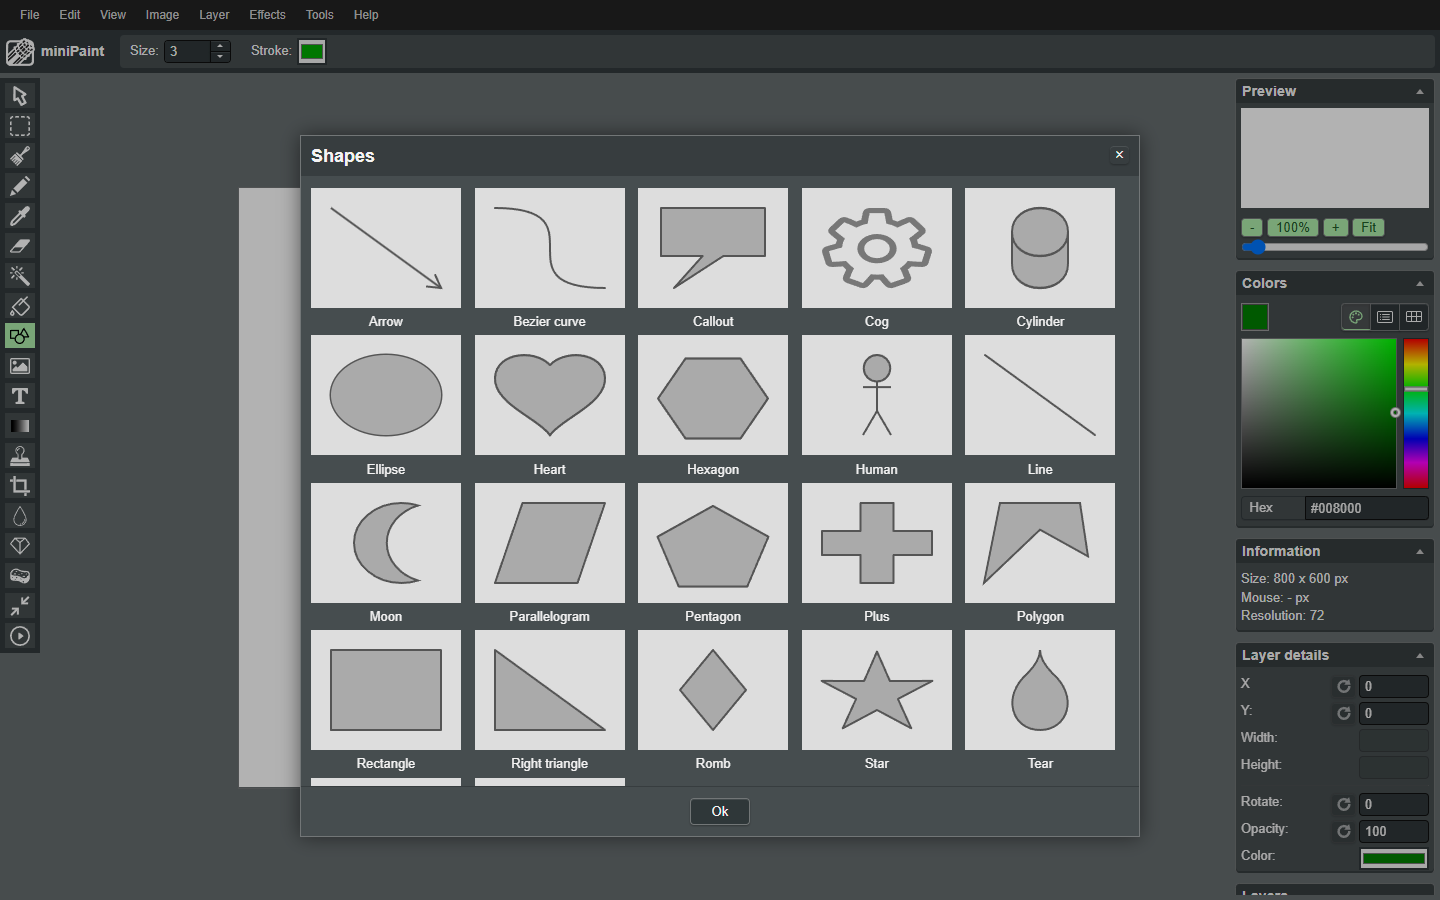 File Edit View Image Layer Effects Tools Help
miniPaint Size: 3 Stroke:
Preview
- 100% + Fit
Colors
Hex #008000
Information
Size: 800 x 600 px
Mouse: - px
Resolution: 72
Layer details
X 0
Y: 0
Width:
Height:
Rotate: 0
Opacity: 100
Color:
Layers
Shapes
Arrow Bezier curve Callout Cog Cylinder
Ellipse Heart Hexagon Human Line
Moon Parallelogram Pentagon Plus Polygon
Rectangle Right triangle Romb Star Tear
Ok